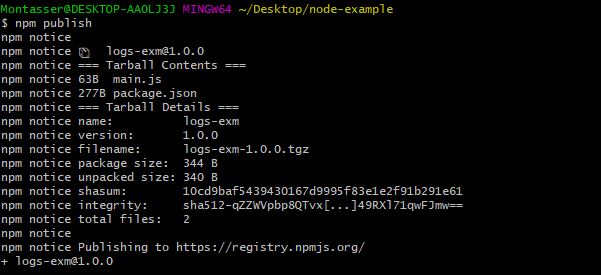 Montasser@DESKTOP-AAOLJ3J MINGW64 ~/Desktop/node-example
$ npm publish
npm notice
npm notice logs-exm@1.0.0
npm notice === Tarball Contents ===
npm notice 63B  main.js
npm notice 277B package.json
npm notice === Tarball Details ===
npm notice name:          logs-exm
npm notice version:       1.0.0
npm notice filename:      logs-exm-1.0.0.tgz
npm notice package size:  344 B
npm notice unpacked size: 340 B
npm notice shasum:        10cd9baf5439430167d9995f83e1e2f91b291e61
npm notice integrity:     sha512-qZZWVpbp8QTvx[...]49RXl71qwFJmw==
npm notice total files:   2
npm notice
npm notice Publishing to https://registry.npmjs.org/
+ logs-exm@1.0.0